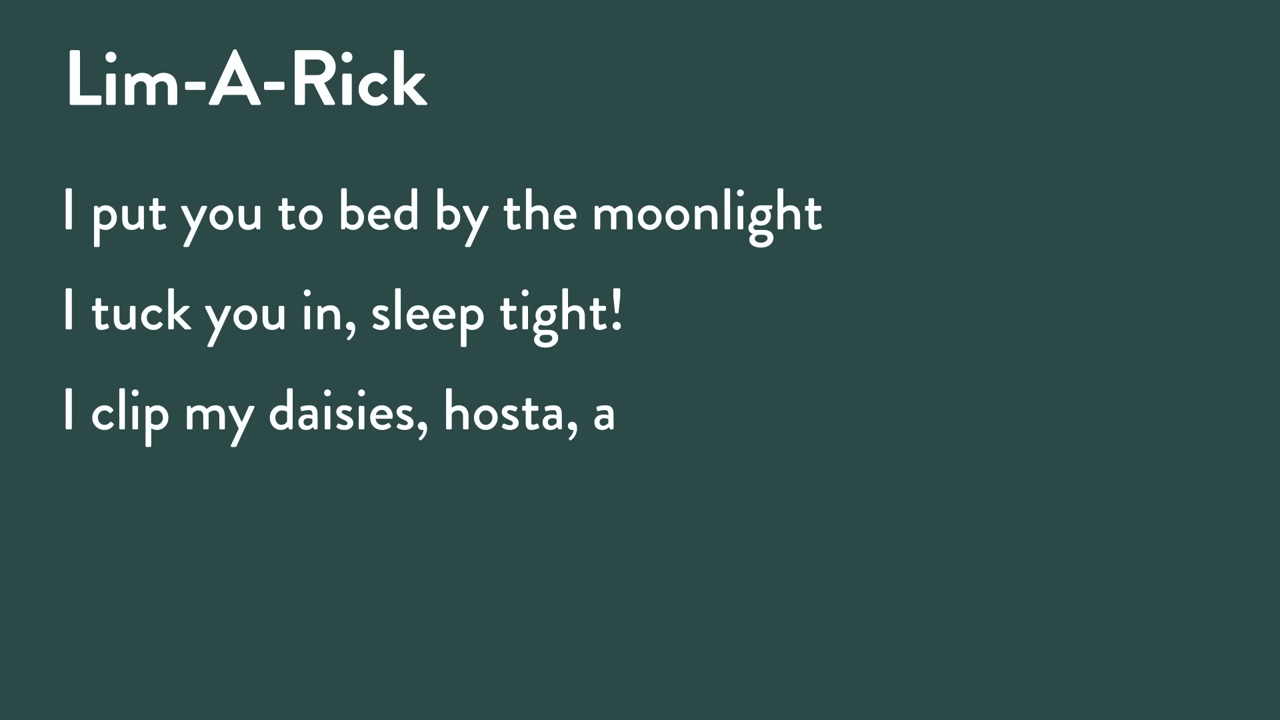 Lim-A-Rick
I put you to bed by the moonlight
I tuck you in, sleep tight!
I clip my daisies, hosta, a